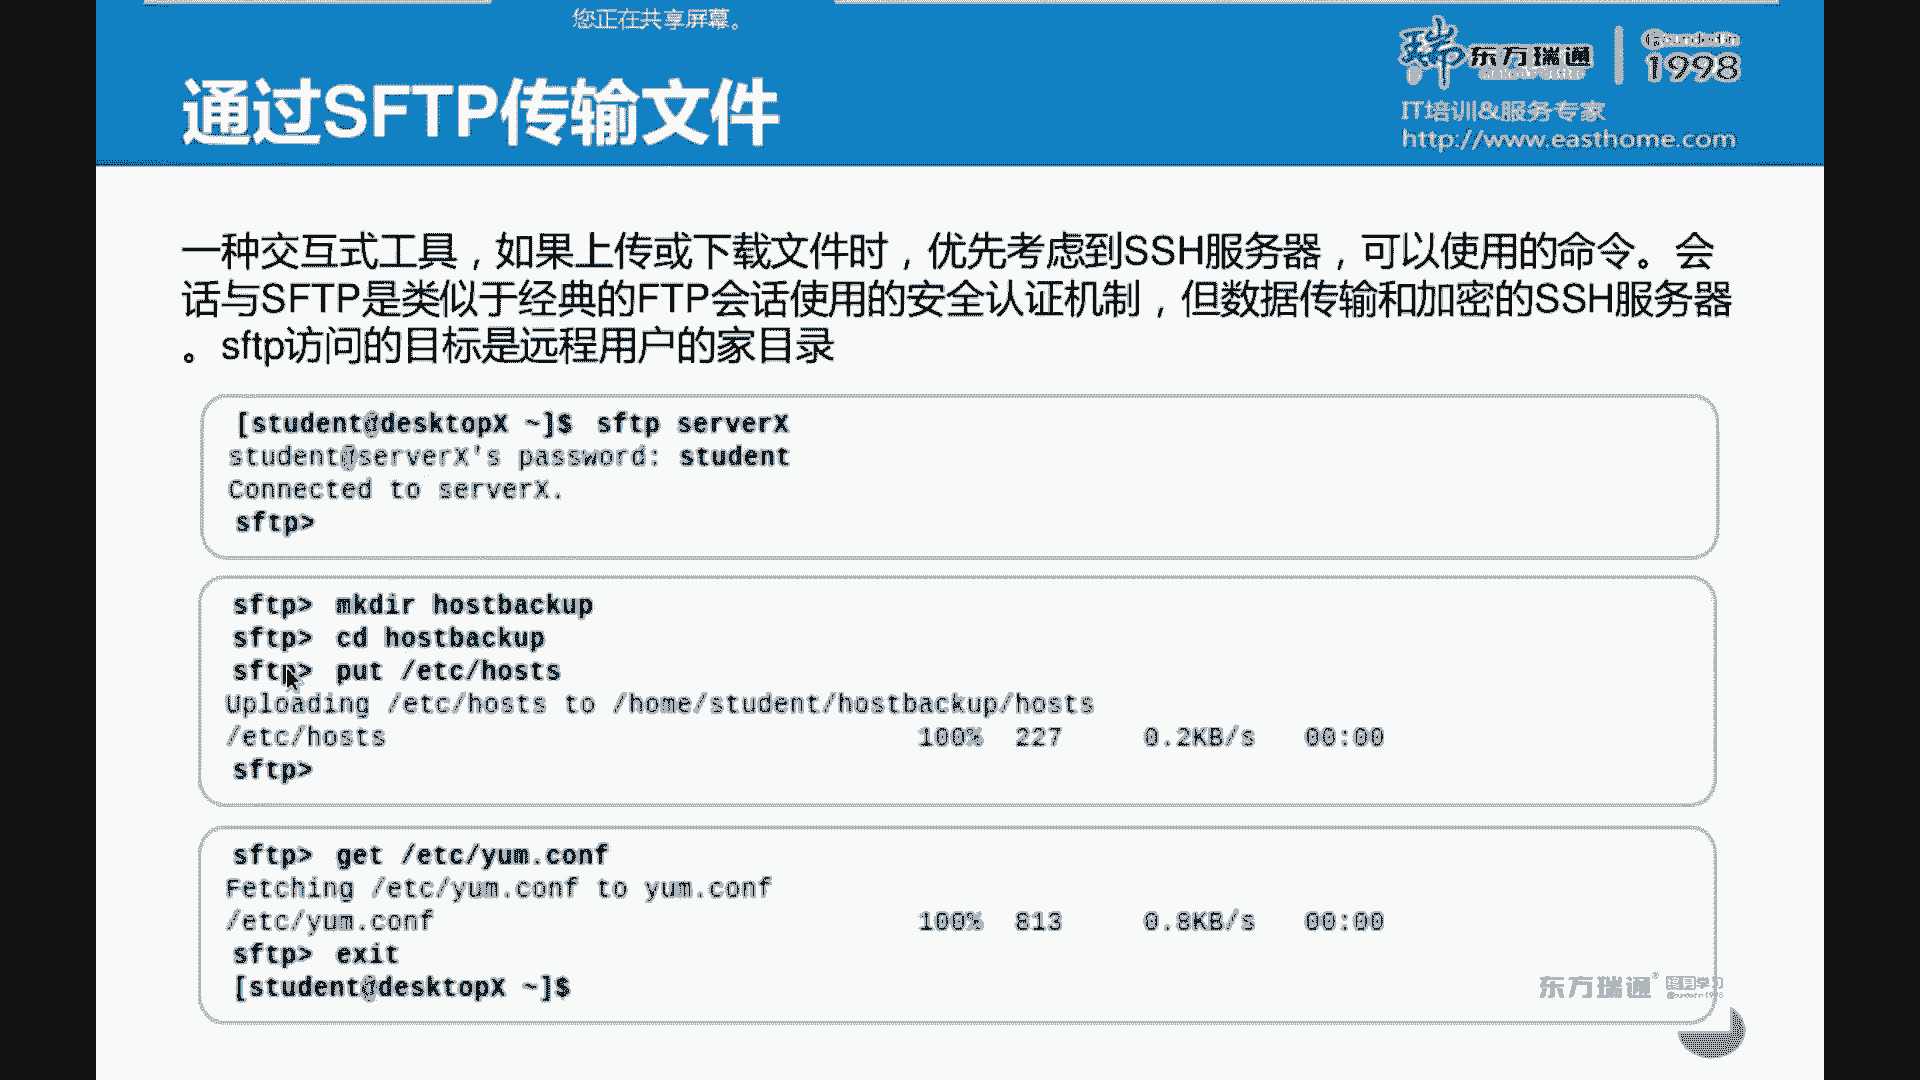 您正在共享屏幕。
东方瑞通
1998
IT培训&服务专家
http://www.easthome.com
通过SFTP传输文件
一种交互式工具，如果上传或下载文件时，优先考虑到SSH服务器，可以使用的命令。会
话与SFTP是类似于经典的FTP会话使用的安全认证机制，但数据传输和加密的SSH服务器
。sftp访问的目标是远程用户的家目录
[student@desktopX ~]$ sftp serverX
student@serverX's password: student
Connected to serverX.
sftp>
sftp> mkdir hostbackup
sftp> cd hostbackup
sftp> put /etc/hosts
Uploading /etc/hosts to /home/student/hostbackup/hosts
/etc/hosts 100% 227 0.2KB/s 00:00
sftp>
sftp> get /etc/yum.conf
Fetching /etc/yum.conf to yum.conf
/etc/yum.conf 100% 813 0.8KB/s 00:00
sftp> exit
[student@desktopX ~]$
东方瑞通